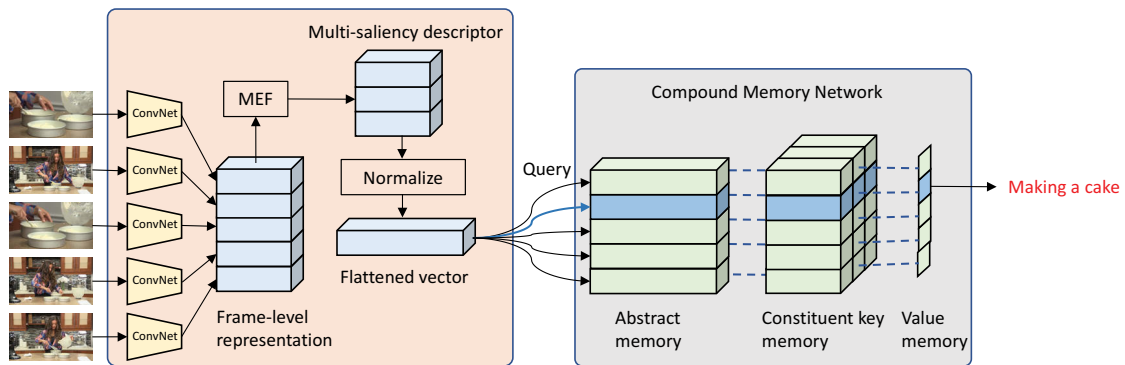 ConvNet
ConvNet
ConvNet
ConvNet
ConvNet
Frame-level
representation
MEF
Multi-saliency descriptor
Normalize
Flattened vector
Query
Compound Memory Network
Abstract
memory
Constituent key
memory
Value
memory
Making a cake